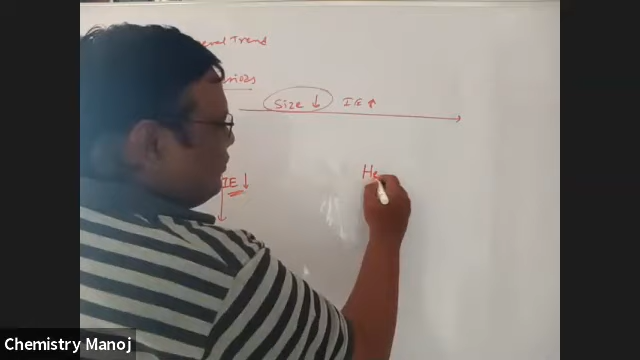 Trend
Size ↓ IE ↑
IE ↓
He
Chemistry Manoj